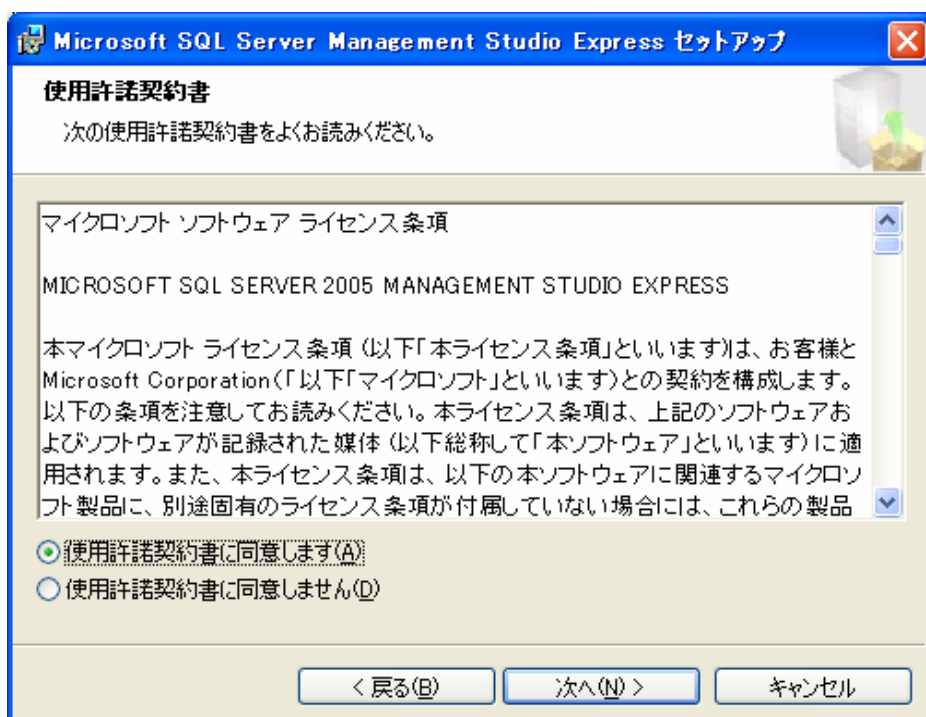 Microsoft SQL Server Management Studio Express セットアップ
使用許諾契約書
次の使用許諾契約書をよくお読みください。
マイクロソフト ソフトウェア ライセンス条項
MICROSOFT SQL SERVER 2005 MANAGEMENT STUDIO EXPRESS
本マイクロソフト ライセンス条項 (以下「本ライセンス条項」といいます)は、お客様と
Microsoft Corporation(「以下「マイクロソフト」といいます)との契約を構成します。
以下の条項を注意してお読みください。本ライセンス条項は、上記のソフトウェアお
よびソフトウェアが記録された媒体 (以下総称して「本ソフトウェア」といいます) に適
用されます。また、本ライセンス条項は、以下の本ソフトウェアに関連するマイクロソ
フト製品に、別途固有のライセンス条項が付属していない場合には、これらの製品
使用許諾契約書に同意します(A)
使用許諾契約書に同意しません(D)
< 戻る(B)
次へ(N) >
キャンセル